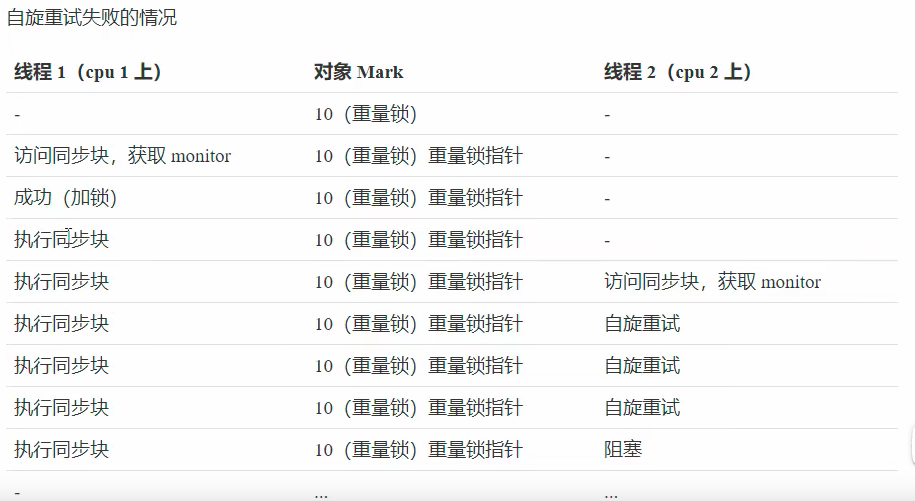 自旋重试失败的情况
线程 1（cpu 1 上） 对象 Mark 线程 2（cpu 2 上）
- 10（重量锁） -
访问同步块，获取 monitor 10（重量锁）重量锁指针 -
成功（加锁） 10（重量锁）重量锁指针 -
执行同步块 10（重量锁）重量锁指针 -
执行同步块 10（重量锁）重量锁指针 访问同步块，获取 monitor
执行同步块 10（重量锁）重量锁指针 自旋重试
执行同步块 10（重量锁）重量锁指针 自旋重试
执行同步块 10（重量锁）重量锁指针 自旋重试
执行同步块 10（重量锁）重量锁指针 阻塞
- ... ...